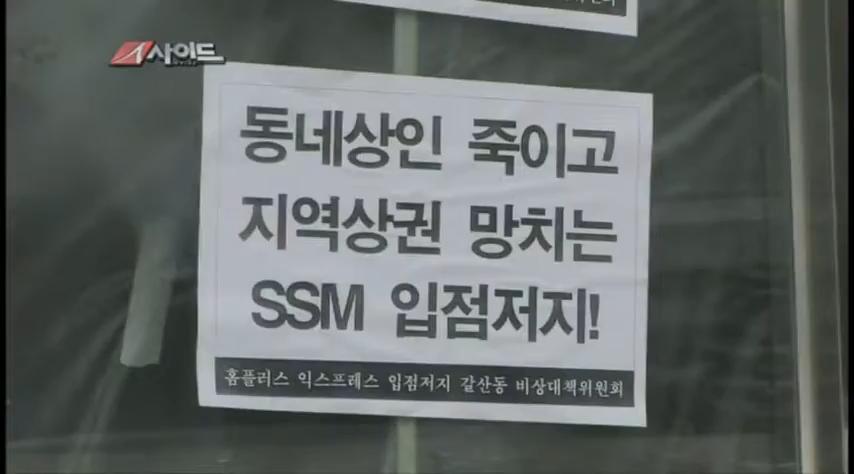 A사이드
동네상인 죽이고
지역상권 망치는
SSM 입점저지!
홈플러스 익스프레스 입점저지 갈산동 비상대책위원회